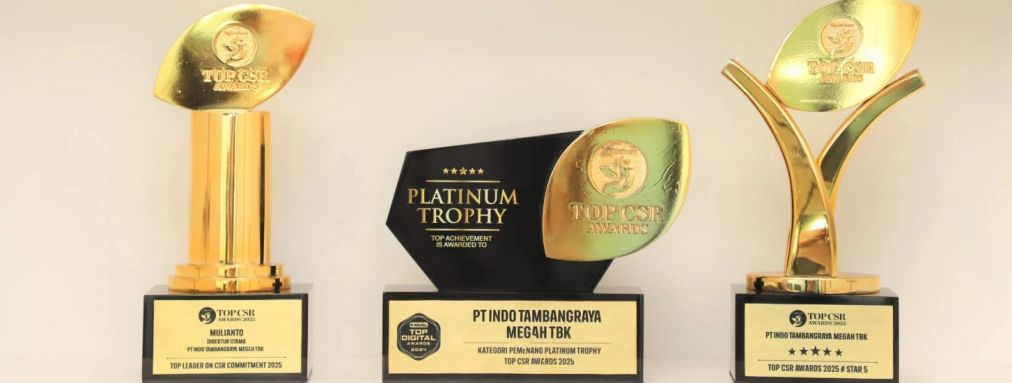 TOP CSR
AWARDS
TOP CSR
AWARDS 2025
MULIANTO
DIREKTUR UTAMA
PT INDO TAMBANGRAYA MEGAH TBK
TOP LEADER ON CSR COMMITMENT 2025
★★★★★
PLATINUM
TROPHY
TOP ACHIEVEMENT
IS AWARDED TO
TOP CSR
AWARDS
TOP
DIGITAL
AWARDS
2024
PT INDO TAMBANGRAYA
MEG4H TBK
KATEGORI PEMENANG PLATINUM TROPHY
TOP CSR AWARDS 2025
TOP CSR
AWARDS
TOP CSR
AWARDS 2025
PT INDO TAMBANGRAYA MEGAH TBK
★★★★★
TOP CSR AWARDS 2025 # STAR 5